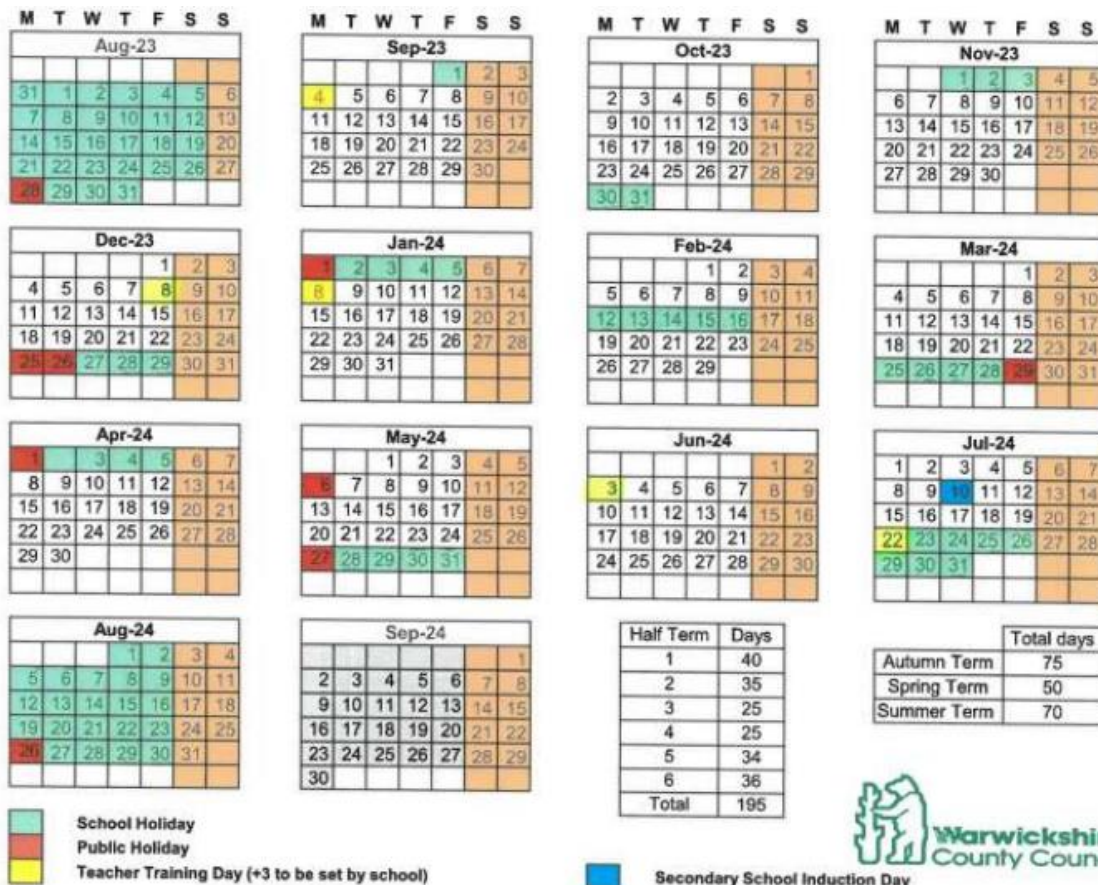 M T W T F S S
Aug-23
31 1 2 3 4 5 6
7 8 9 10 11 12 13
14 15 16 17 18 19 20
21 22 23 24 25 26 27
28 29 30 31
M T W T F S S
Sep-23
1 2 3
4 5 6 7 8 9 10
11 12 13 14 15 16 17
18 19 20 21 22 23 24
25 26 27 28 29 30
M T W T F S S
Oct-23
1
2 3 4 5 6 7 8
9 10 11 12 13 14 15
16 17 18 19 20 21 22
23 24 25 26 27 28 29
30 31
M T W T F S S
Nov-23
1 2 3 4 5
6 7 8 9 10 11 12
13 14 15 16 17 18 19
20 21 22 23 24 25 26
27 28 29 30
Dec-23
1 2 3
4 5 6 7 8 9 10
11 12 13 14 15 16 17
18 19 20 21 22 23 24
25 26 27 28 29 30 31
Jan-24
1 2 3 4 5 6 7
8 9 10 11 12 13 14
15 16 17 18 19 20 21
22 23 24 25 26 27 28
29 30 31
Feb-24
1 2 3 4
5 6 7 8 9 10 11
12 13 14 15 16 17 18
19 20 21 22 23 24 25
26 27 28 29
Mar-24
1 2 3
4 5 6 7 8 9 10
11 12 13 14 15 16 17
18 19 20 21 22 23 24
25 26 27 28 29 30 31
Apr-24
1 3 4 5 6 7
8 9 10 11 12 13 14
15 16 17 18 19 20 21
22 23 24 25 26 27 28
29 30
May-24
1 2 3 4 5
6 7 8 9 10 11 12
13 14 15 16 17 18 19
20 21 22 23 24 25 26
27 28 29 30 31
Jun-24
1 2
3 4 5 6 7 8 9
10 11 12 13 14 15 16
17 18 19 20 21 22 23
24 25 26 27 28 29 30
Jul-24
1 2 3 4 5 6 7
8 9 10 11 12 13 14
15 16 17 18 19 20 21
22 23 24 25 26 27 28
29 30 31
Aug-24
1 2 3 4
5 6 7 8 9 10 11
12 13 14 15 16 17 18
19 20 21 22 23 24 25
26 27 28 29 30 31
Sep-24
1
2 3 4 5 6 7 8
9 10 11 12 13 14 15
16 17 18 19 20 21 22
23 24 25 26 27 28 29
30
Half Term Days
1 40
2 35
3 25
4 25
5 34
6 36
Total 195
Total days
Autumn Term 75
Spring Term 50
Summer Term 70
School Holiday
Public Holiday
Teacher Training Day (+3 to be set by school)
Secondary School Induction Day
Warwickshi
County Coun